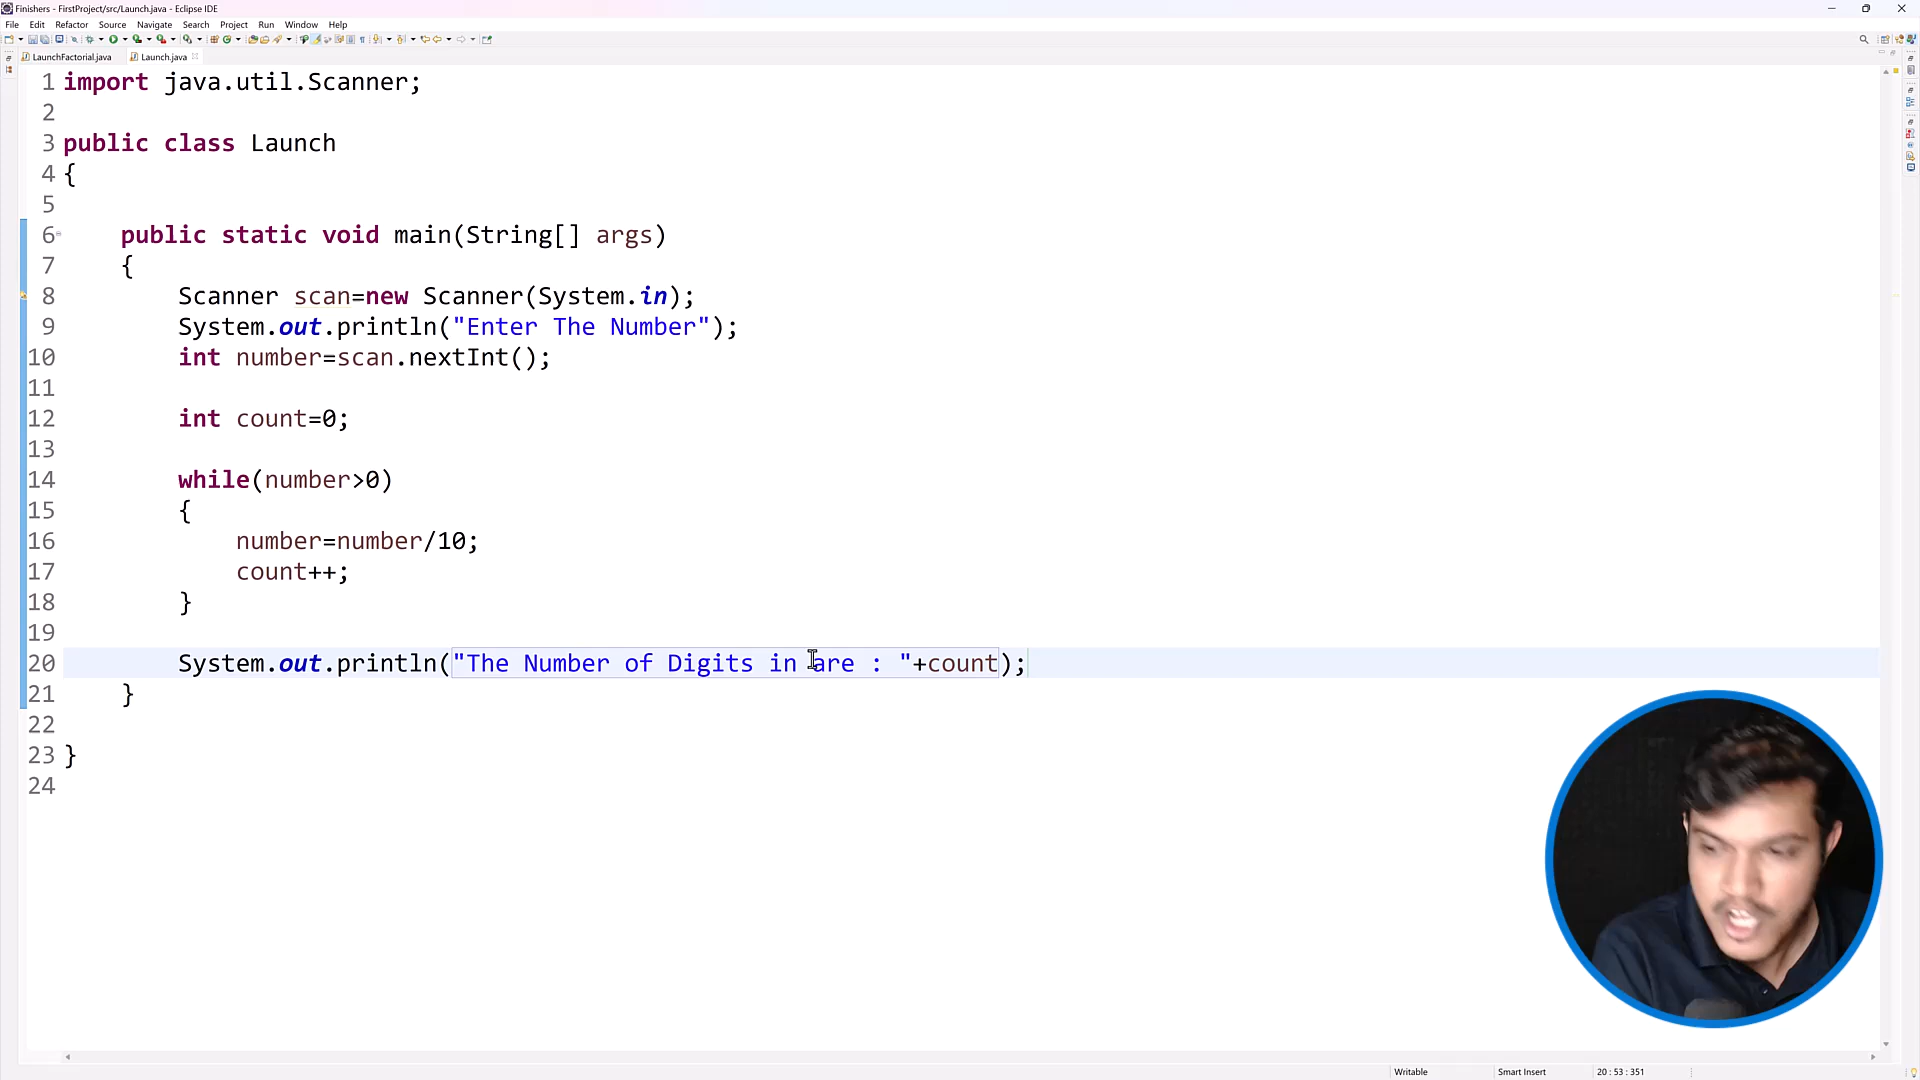 Finishers - FirstProject/src/Launch.java - Eclipse IDE
File Edit Refactor Source Navigate Search Project Run Window Help
LaunchFactorial.java Launch.java
1 import java.util.Scanner;
2
3 public class Launch
4 {
5
6 public static void main(String[] args)
7 {
8 Scanner scan=new Scanner(System.in);
9 System.out.println("Enter The Number");
10 int number=scan.nextInt();
11
12 int count=0;
13
14 while(number>0)
15 {
16 number=number/10;
17 count++;
18 }
19
20 System.out.println("The Number of Digits in are : "+count);
21 }
22
23 }
24
Writable Smart Insert 20 : 53 : 351